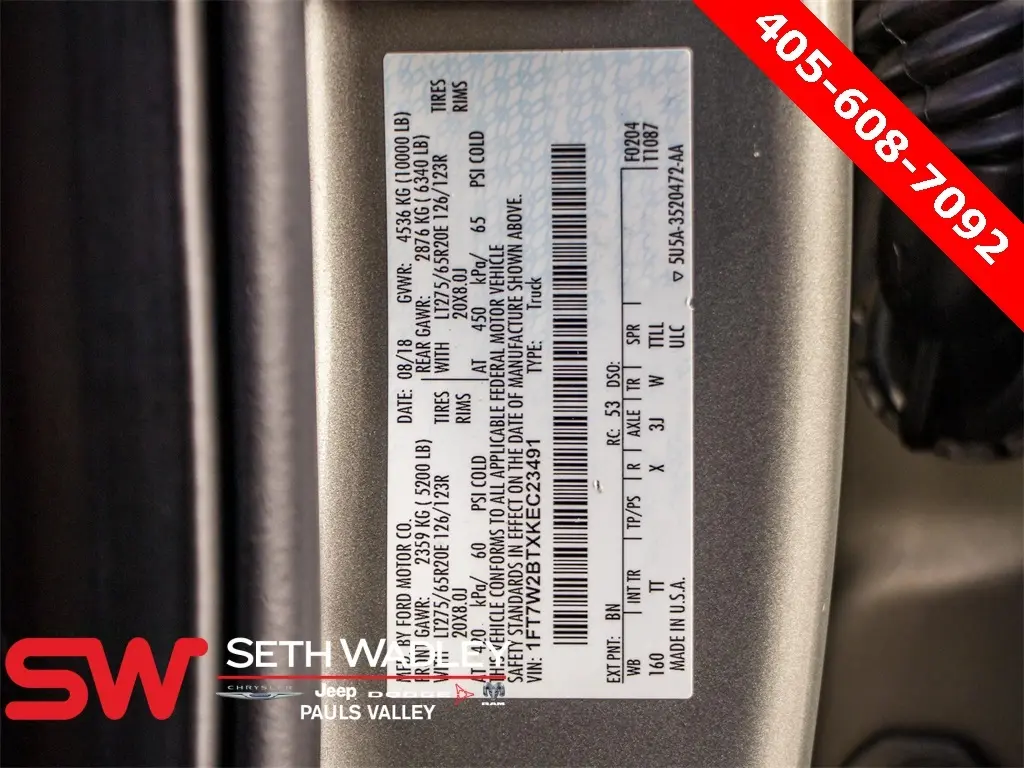 MFD. BY FORD MOTOR CO.
DATE: 08/18 GVWR: 4536 KG (10000 LB)
FRONT GAWR: 2359 KG ( 5200 LB)
REAR GAWR: 2876 KG ( 6340 LB)
WITH LT275/65R20E 126/123R TIRES
20X8.0J RIMS
WITH LT275/65R20E 126/123R TIRES
20X8.0J RIMS
AT 420 kPa/ 60 PSI COLD
AT 450 kPa/ 65 PSI COLD
THIS VEHICLE CONFORMS TO ALL APPLICABLE FEDERAL MOTOR VEHICLE
SAFETY STANDARDS IN EFFECT ON THE DATE OF MANUFACTURE SHOWN ABOVE.
VIN: 1FT7W2BTXKEC23491 TYPE: Truck
EXT PNT: BN RC: 53 DSO: F0204
WB INT TR TP/PS R AXLE TR SPR T1087
160 TT X 3J W TTLL
MADE IN U.S.A. ULC ▽ 5U5A-3520472-AA
405-608-7092
SW
SETH WADLEY
CHRYSLER Jeep DODGE RAM
PAULS VALLEY